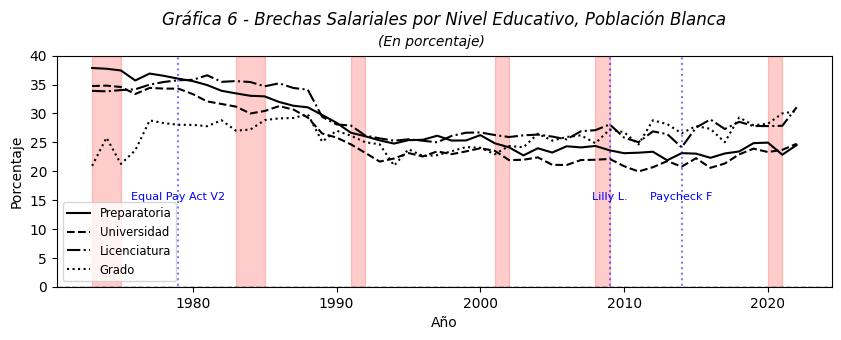 Gráfica 6 - Brechas Salariales por Nivel Educativo, Población Blanca
(En porcentaje)
40
35
30
25
20
15
10
5
0
Porcentaje
Equal Pay Act V2
Lilly L.
Paycheck F
Preparatoria
Universidad
Licenciatura
Grado
1980
1990
2000
2010
2020
Año